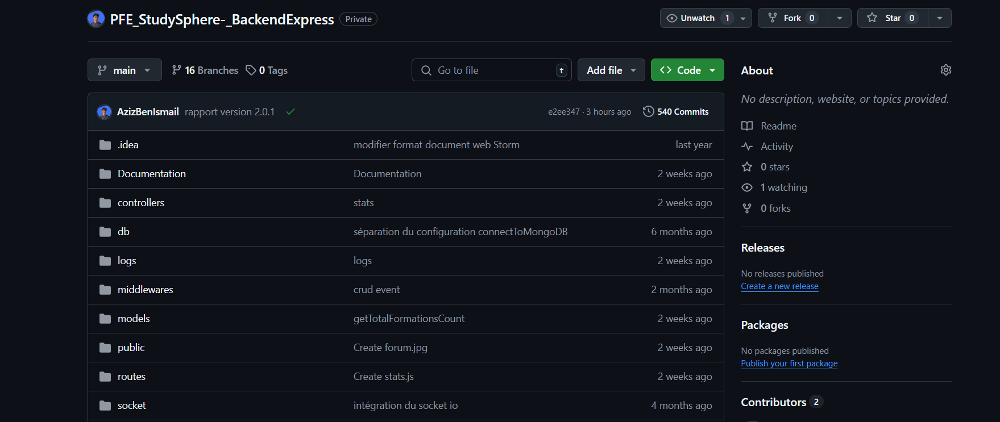 PFE_StudySphere-_BackendExpress Private Unwatch 1 Fork 0 Star 0
main 16 Branches 0 Tags Go to file t Add file Code
About
No description, website, or topics provided.
AzizBenIsmail rapport version 2.0.1 e2ee347 · 3 hours ago 540 Commits
Readme
.idea modifier format document web Storm last year
Activity
Documentation Documentation 2 weeks ago
0 stars
1 watching
controllers stats 2 weeks ago
0 forks
db séparation du configuration connectToMongoDB 6 months ago
Releases
logs logs 2 weeks ago
No releases published
Create a new release
middlewares crud event 2 months ago
models getTotalFormationsCount 2 weeks ago
Packages
public Create forum.jpg 2 weeks ago
No packages published
Publish your first package
routes Create stats.js 2 weeks ago
socket intégration du socket io 4 months ago
Contributors 2